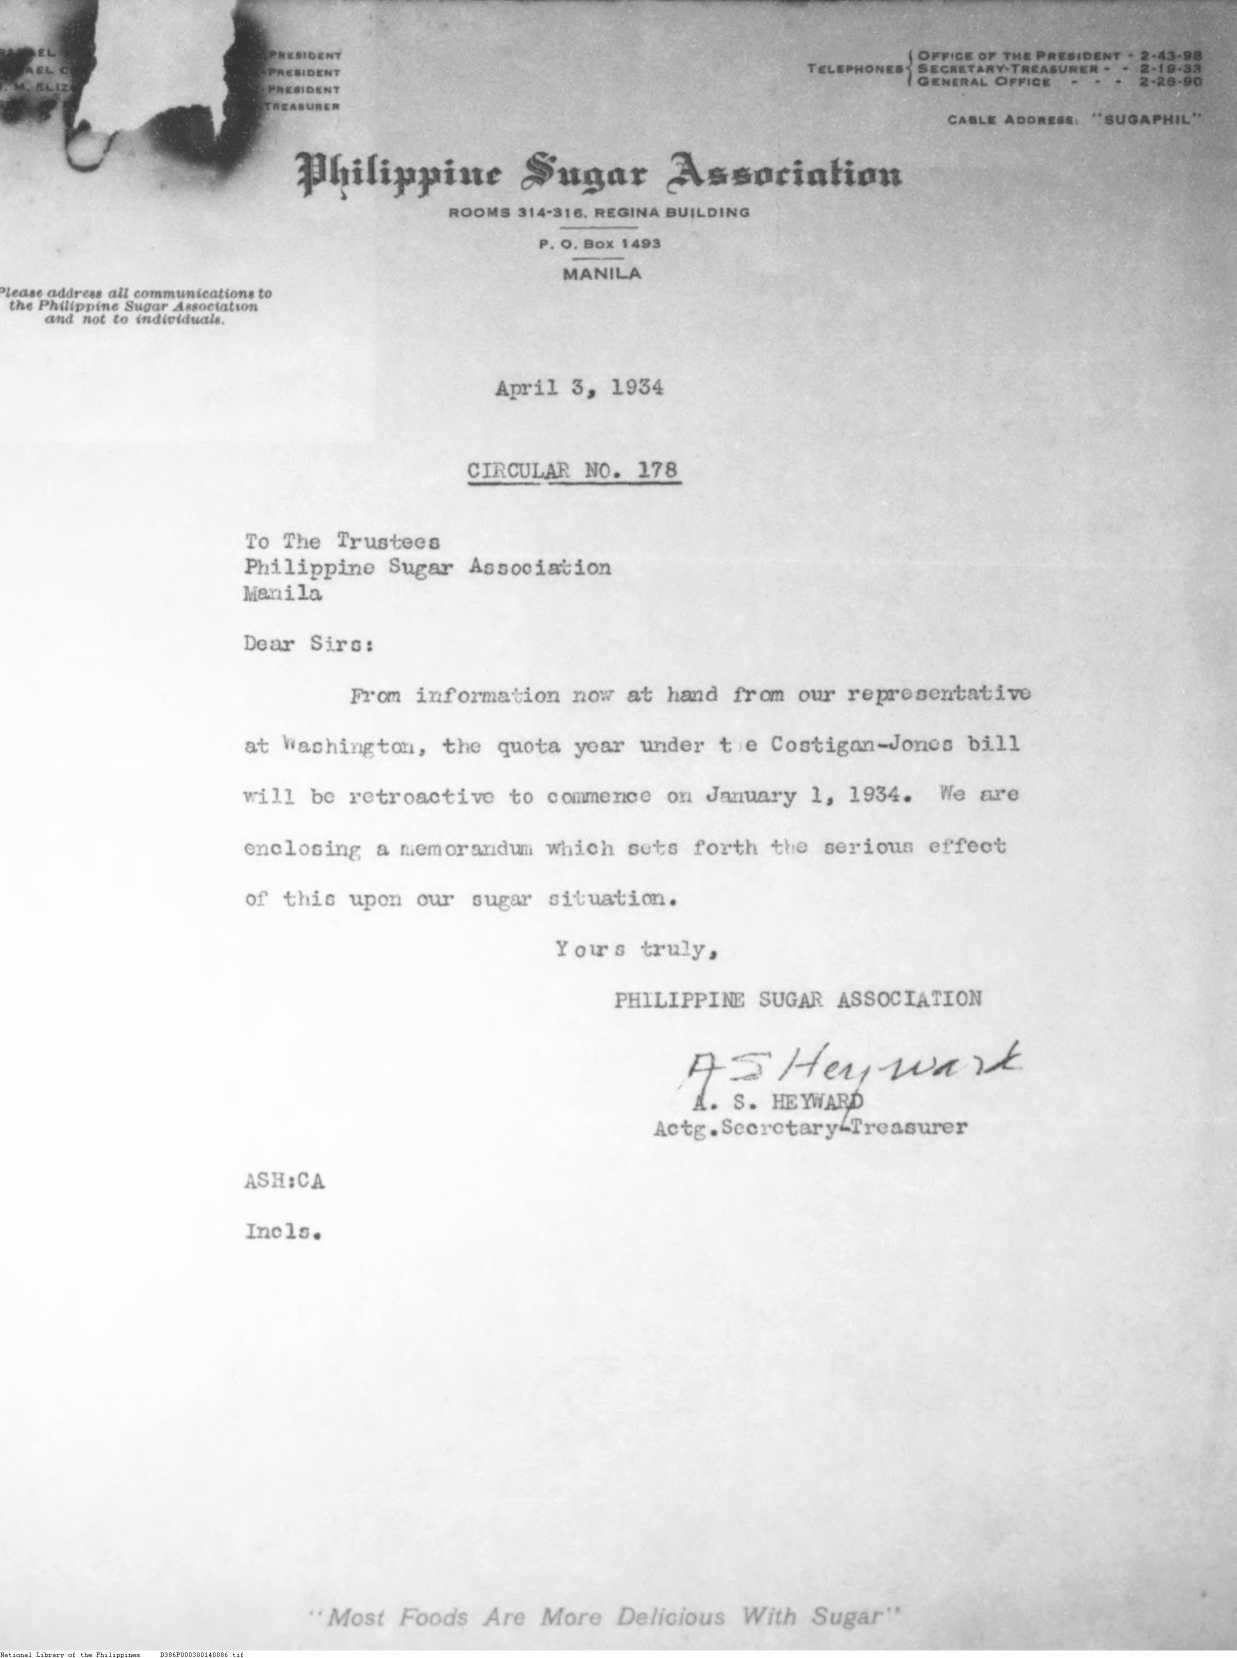 PRESIDENT
PRESIDENT
PRESIDENT
TREASURER
TELEPHONES
OFFICE OF THE PRESIDENT - 2-43-98
SECRETARY-TREASURER - - 2-19-33
GENERAL OFFICE - - - 2-26-90
CABLE ADDRESS: "SUGAPHIL"
Philippine Sugar Association
ROOMS 314-316, REGINA BUILDING
P. O. Box 1493
MANILA
Please address all communications to
the Philippine Sugar Association
and not to individuals.
April 3, 1934
CIRCULAR NO. 178
To The Trustees
Philippine Sugar Association
Manila
Dear Sirs:
From information now at hand from our representative
at Washington, the quota year under t e Costigan-Jones bill
will be retroactive to commence on January 1, 1934. We are
enclosing a memorandum which sets forth the serious effect
of this upon our sugar situation.
Yours truly,
PHILIPPINE SUGAR ASSOCIATION
A S Heyward
A. S. HEYWARD
Actg.Secretary-Treasurer
ASH:CA
Incls.
"Most Foods Are More Delicious With Sugar"
National Library of the Philippines D386P000300140086.tif